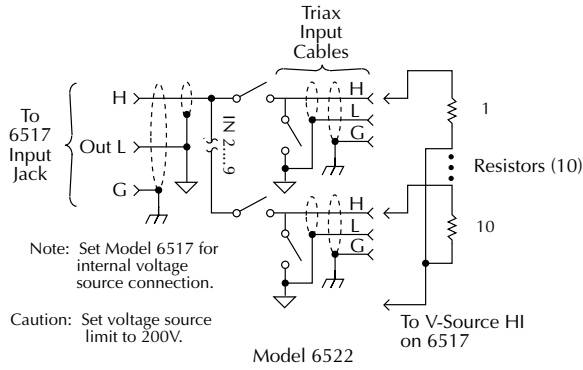 Triax
Input
Cables
To
6517
Input
Jack
H
Out L
G
IN 2....9
H
L
G
H
L
G
1
Resistors (10)
10
Note: Set Model 6517 for
internal voltage
source connection.
Caution: Set voltage source
limit to 200V.
To V-Source HI
on 6517
Model 6522